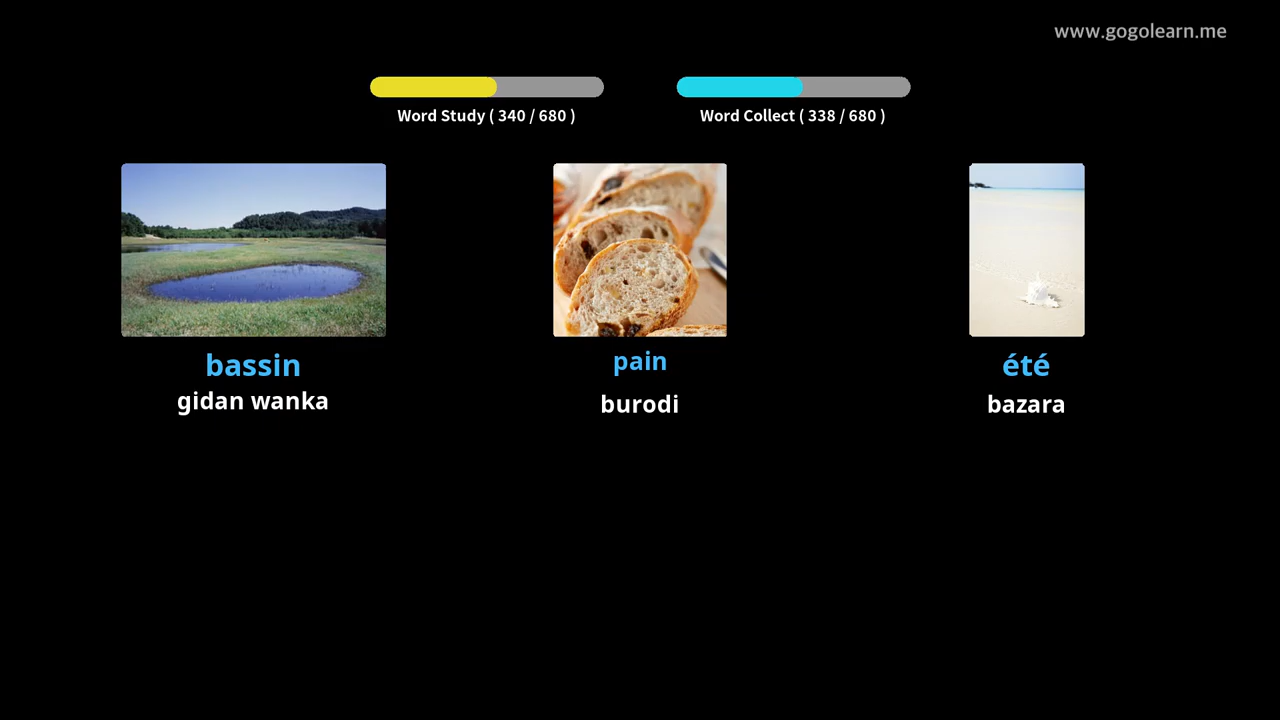 www.gogolearn.me
Word Study ( 340 / 680 )
Word Collect ( 338 / 680 )
bassin
gidan wanka
pain
burodi
été
bazara